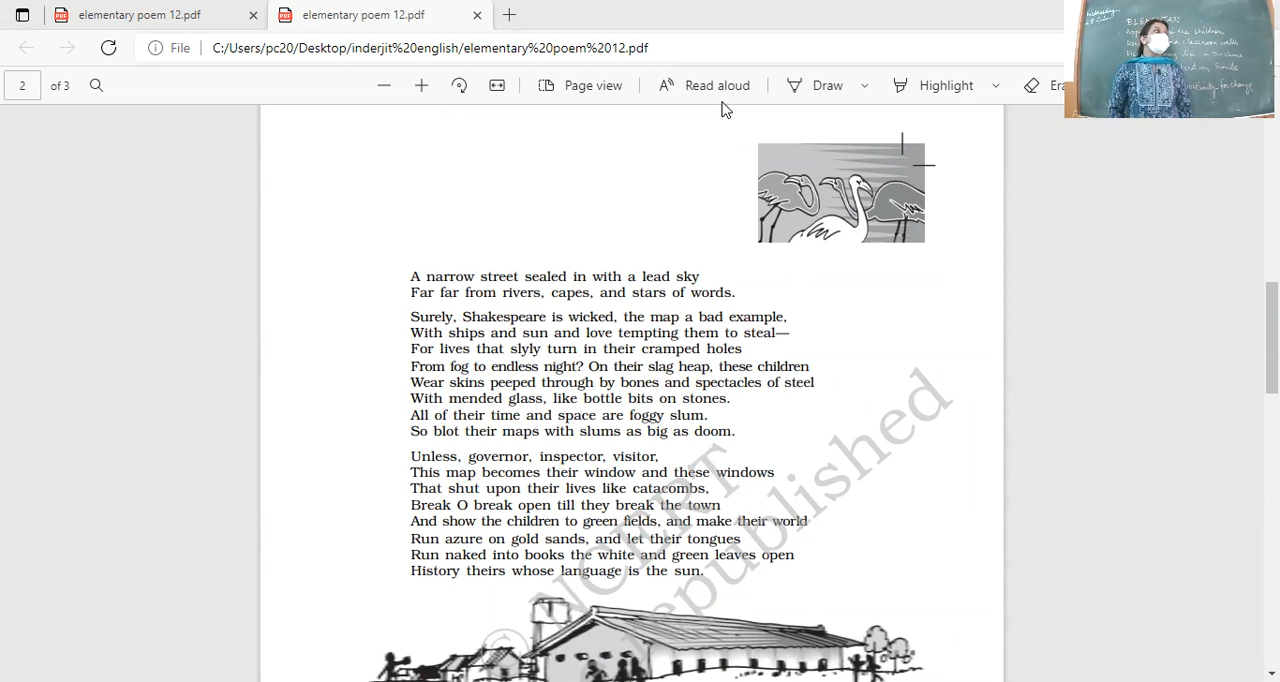 elementary poem 12.pdf
elementary poem 12.pdf
File C:/Users/pc20/Desktop/inderjit%20english/elementary%20poem%2012.pdf
2 of 3 Page view Read aloud Draw Highlight
ELEMENTARY
A narrow street sealed in with a lead sky
Far far from rivers, capes, and stars of words.
Surely, Shakespeare is wicked, the map a bad example,
With ships and sun and love tempting them to steal—
For lives that slyly turn in their cramped holes
From fog to endless night? On their slag heap, these children
Wear skins peeped through by bones and spectacles of steel
With mended glass, like bottle bits on stones.
All of their time and space are foggy slum.
So blot their maps with slums as big as doom.
Unless, governor, inspector, visitor,
This map becomes their window and these windows
That shut upon their lives like catacombs,
Break O break open till they break the town
And show the children to green fields, and make their world
Run azure on gold sands, and let their tongues
Run naked into books the white and green leaves open
History theirs whose language is the sun.
© NCERT
republished